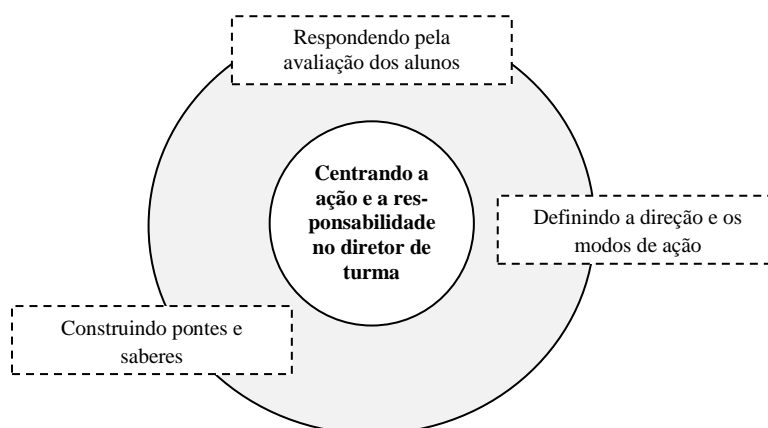 Respondendo pela
avaliação dos alunos
Centrando a
ação e a res-
ponsabilidade
no diretor de
turma
Definindo a direção e os
modos de ação
Construindo pontes e
saberes